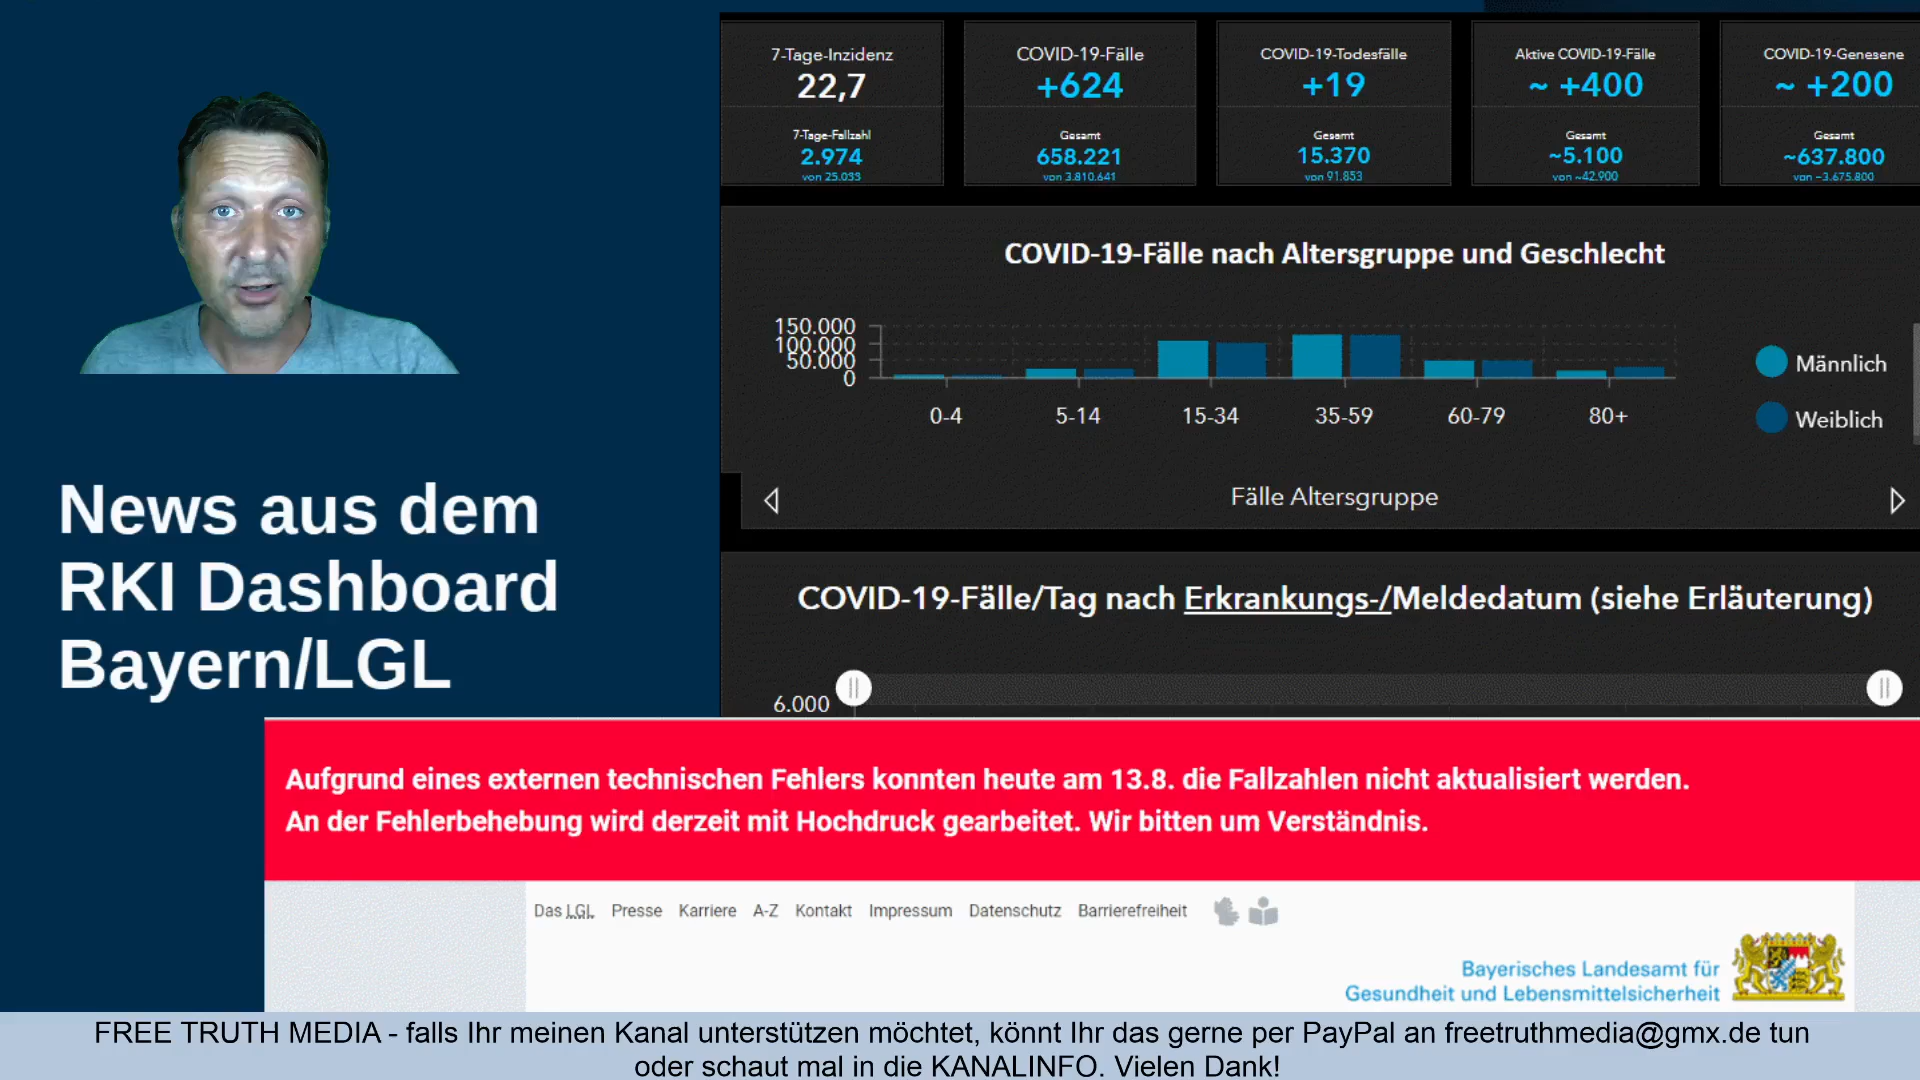 7-Tage-Inzidenz
22,7
7-Tage-Fallzahl
2.974
von 25.033
COVID-19-Fälle
+624
Gesamt
658.221
von 3.810.641
COVID-19-Todesfälle
+19
Gesamt
15.370
von 91.853
Aktive COVID-19-Fälle
~ +400
Gesamt
~5.100
von ~42.900
COVID-19-Genesene
~ +200
Gesamt
~637.800
von ~3.675.800
COVID-19-Fälle nach Altersgruppe und Geschlecht
150.000
100.000
50.000
0
0-4 5-14 15-34 35-59 60-79 80+
Männlich
Weiblich
Fälle Altersgruppe
News aus dem
RKI Dashboard
Bayern/LGL
COVID-19-Fälle/Tag nach Erkrankungs-/Meldedatum (siehe Erläuterung)
6.000
Aufgrund eines externen technischen Fehlers konnten heute am 13.8. die Fallzahlen nicht aktualisiert werden.
An der Fehlerbehebung wird derzeit mit Hochdruck gearbeitet. Wir bitten um Verständnis.
Das LGL Presse Karriere A-Z Kontakt Impressum Datenschutz Barrierefreiheit
Bayerisches Landesamt für
Gesundheit und Lebensmittelsicherheit
FREE TRUTH MEDIA - falls Ihr meinen Kanal unterstützen möchtet, könnt Ihr das gerne per PayPal an freetruthmedia@gmx.de tun
oder schaut mal in die KANALINFO. Vielen Dank!